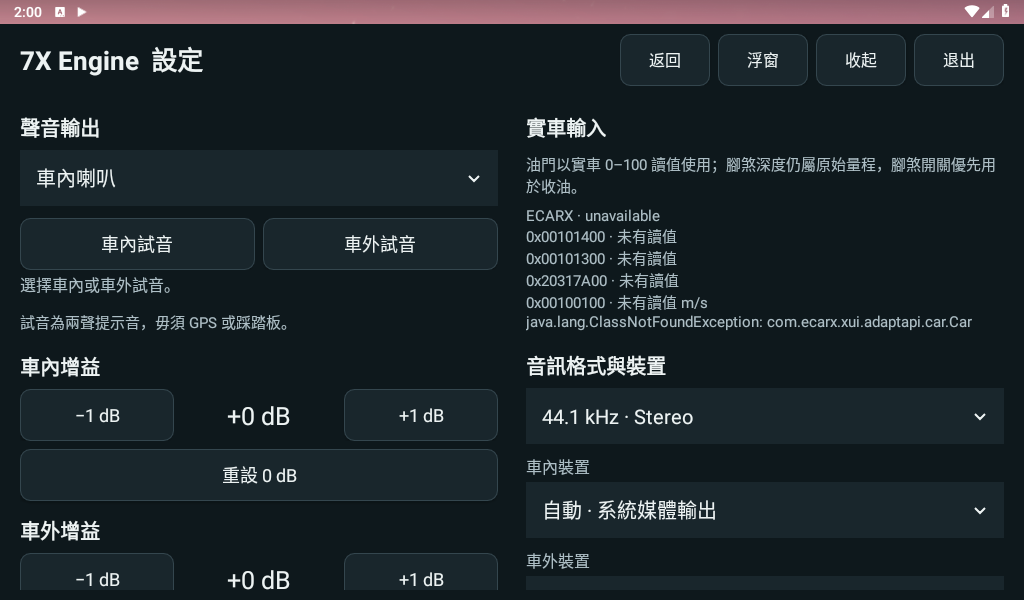 2:00
7X Engine 設定
返回
浮窗
收起
退出
聲音輸出
車內喇叭
車內試音
車外試音
選擇車內或車外試音。
試音為兩聲提示音，毋須 GPS 或踩踏板。
車內增益
−1 dB
+0 dB
+1 dB
重設 0 dB
車外增益
−1 dB
+0 dB
+1 dB
實車輸入
油門以實車 0–100 讀值使用；腳煞深度仍屬原始量程，腳煞開關優先用
於收油。
ECARX · unavailable
0x00101400 · 未有讀值
0x00101300 · 未有讀值
0x20317A00 · 未有讀值
0x00100100 · 未有讀值 m/s
java.lang.ClassNotFoundException: com.ecarx.xui.adaptapi.car.Car
音訊格式與裝置
44.1 kHz · Stereo
車內裝置
自動 · 系統媒體輸出
車外裝置